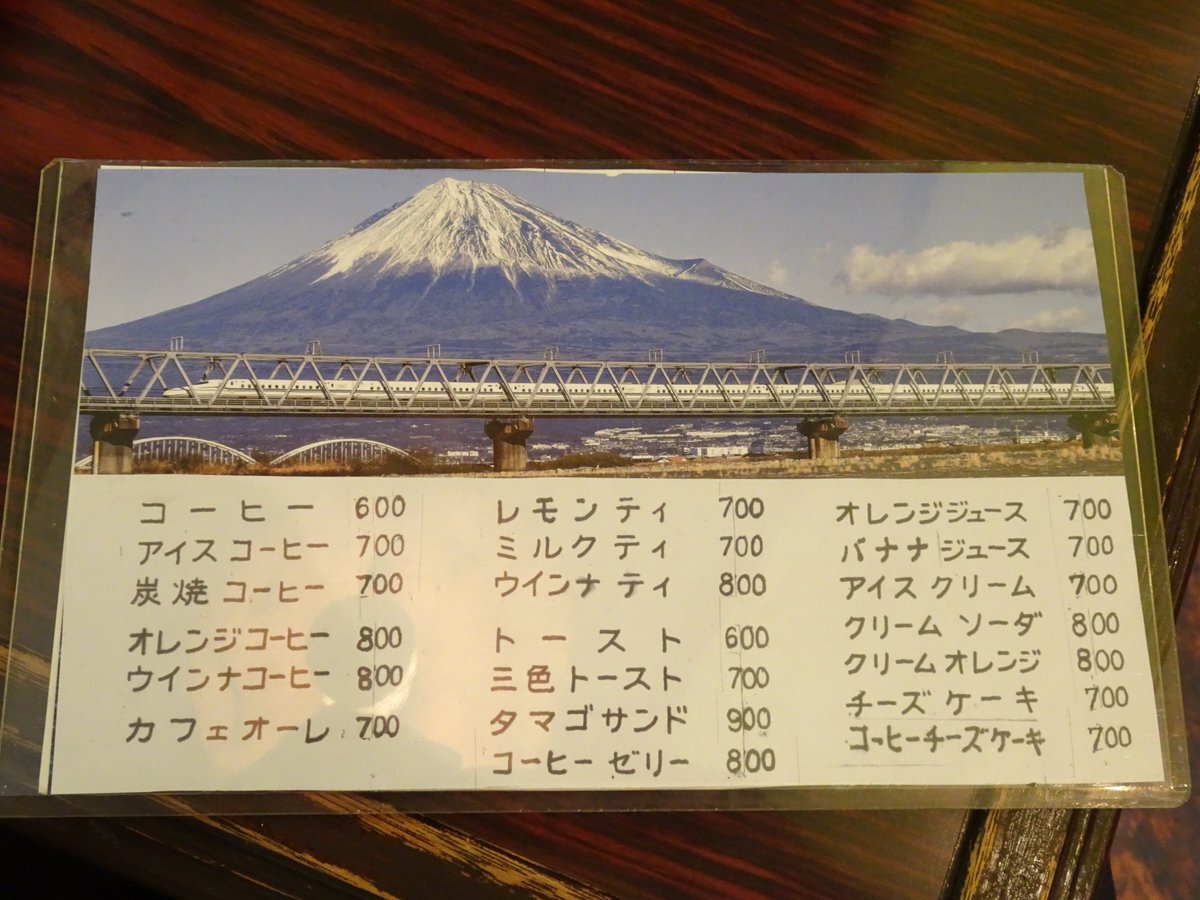 コーヒー 600
アイスコーヒー 700
炭焼コーヒー 700
オレンジコーヒー 800
ウインナコーヒー 800
カフェオーレ 700
レモンティ 700
ミルクティ 700
ウインナティ 800
トースト 600
三色トースト 700
タマゴサンド 900
コーヒーゼリー 800
オレンジジュース 700
バナナジュース 700
アイスクリーム 700
クリームソーダ 800
クリームオレンジ 800
チーズケーキ 700
コーヒーチーズケーキ 700